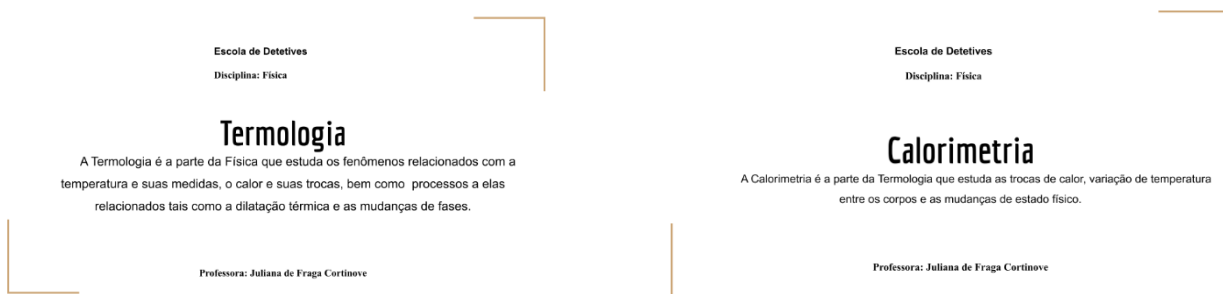 Escola de Detetives
Disciplina: Física
Termologia
A Termologia é a parte da Física que estuda os fenômenos relacionados com a
temperatura e suas medidas, o calor e suas trocas, bem como processos a elas
relacionados tais como a dilatação térmica e as mudanças de fases.
Professora: Juliana de Fraga Cortinove
Escola de Detetives
Disciplina: Física
Calorimetria
A Calorimetria é a parte da Termologia que estuda as trocas de calor, variação de temperatura
entre os corpos e as mudanças de estado físico.
Professora: Juliana de Fraga Cortinove